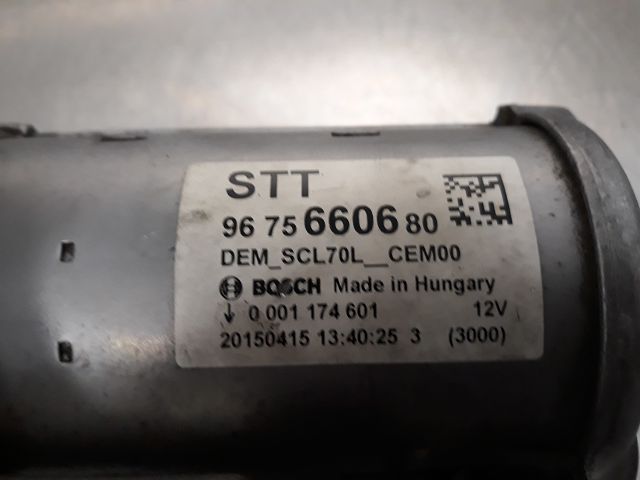 STT
96 75 6606 80
DEM_SCL70L__CEM00
BOSCH Made in Hungary
0 001 174 601 12V
20150415 13:40:25 3 (3000)